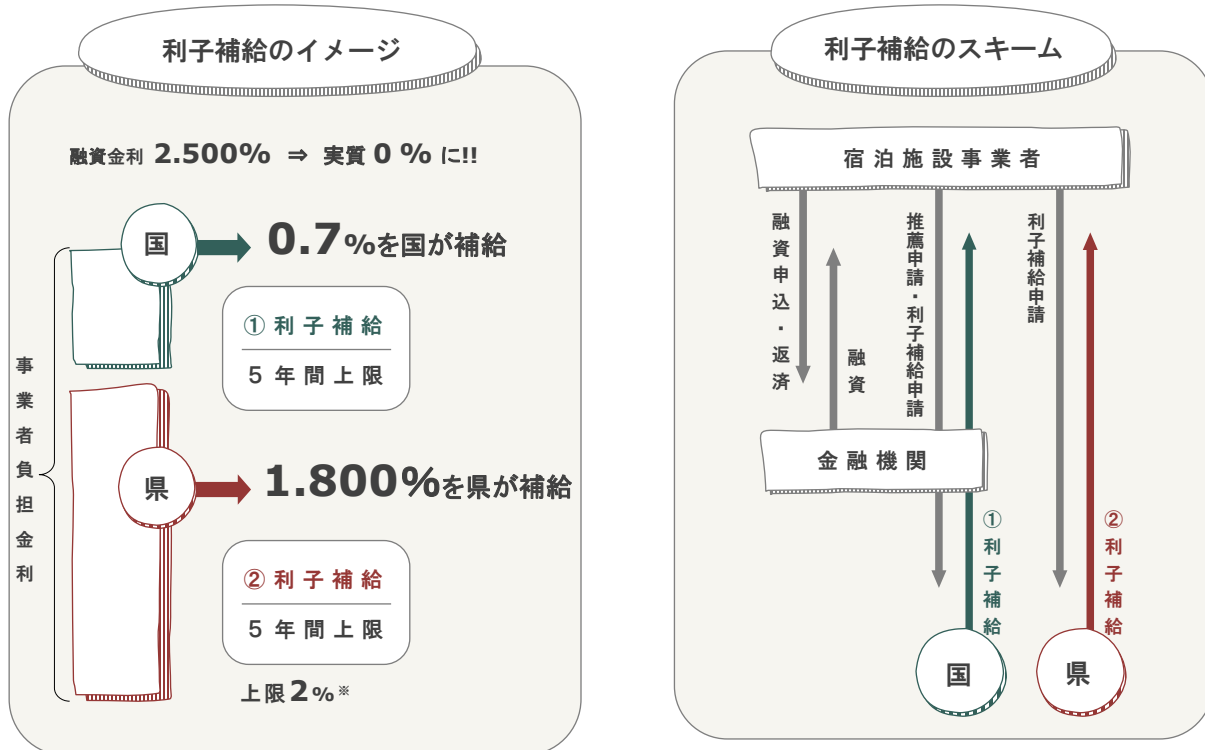 利子補給のイメージ
融資金利 2.500% ⇒ 実質 0 % に!!
事業者負担金利
国
0.7%を国が補給
①利子補給
5年間上限
県
1.800%を県が補給
②利子補給
5年間上限
上限2%※
利子補給のスキーム
宿泊施設事業者
融資申込・返済
融資
推薦申請・利子補給申請
利子補給申請
金融機関
①利子補給
②利子補給
国
県